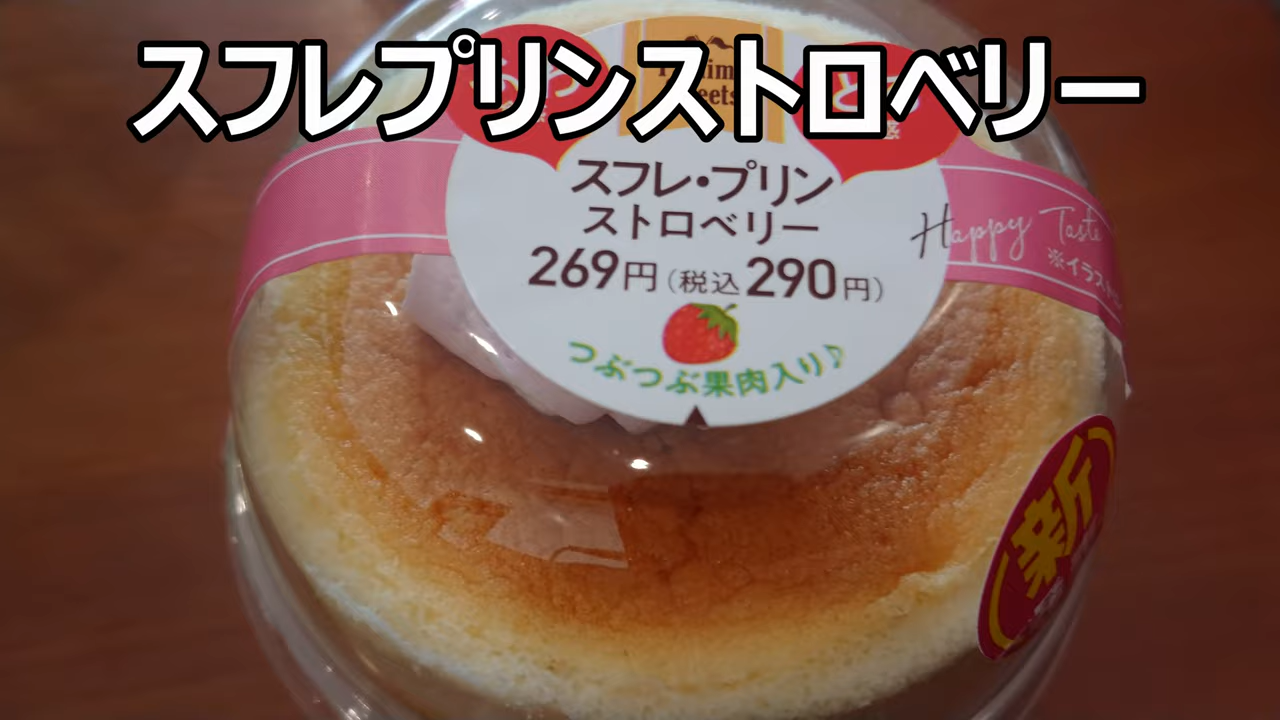 スフレプリンストロベリー
スフレ・プリン
ストロベリー
269円(税込290円)
つぶつぶ果肉入り♪
Happy Taste
※イラスト
新